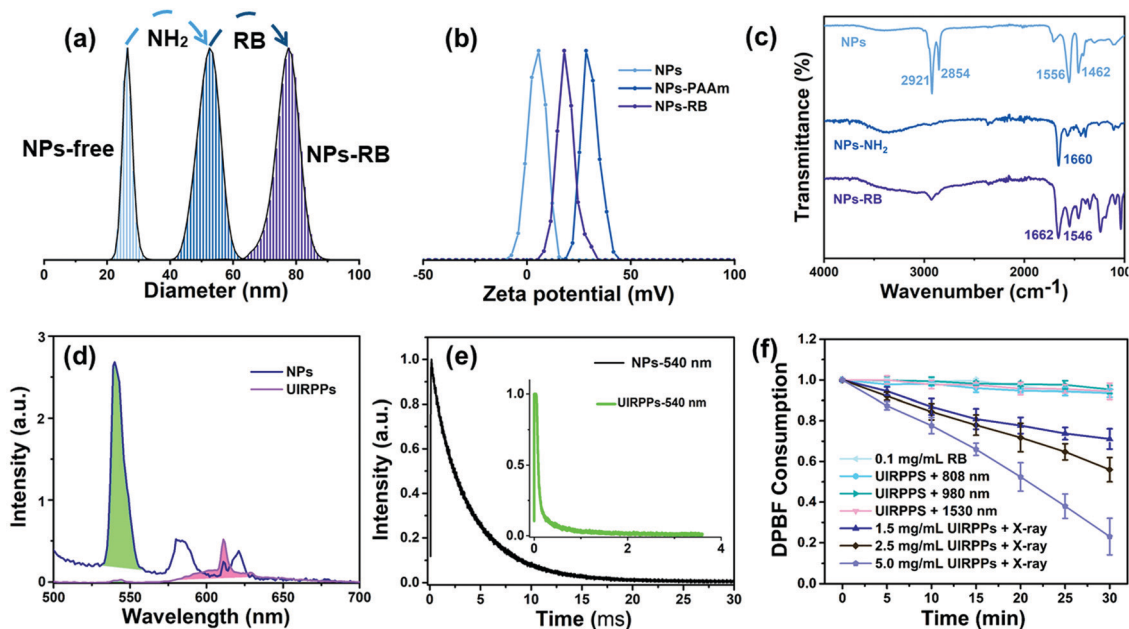 (a)
NH₂
RB
NPs-free
NPs-RB
0
20
40
60
80
100
Diameter (nm)
(b)
NPs
NPs-PAAm
NPs-RB
-50
0
50
100
Zeta potential (mV)
(c)
Transmittance (%)
NPs
2921
2854
1556
1462
NPs-NH₂
1660
NPs-RB
1662
1546
4000
3000
2000
100
Wavenumber (cm⁻¹)
(d)
Intensity (a.u.)
3
2
1
0
NPs
UIRPPs
500
550
600
650
700
Wavelength (nm)
(e)
Intensity (a.u.)
1.0
0.8
0.6
0.4
0.2
0.0
NPs-540 nm
UIRPPs-540 nm
1.0
0.5
0.0
0
2
4
0
5
10
15
20
25
30
Time (ms)
(f)
DPBF Consumption
1.2
1.0
0.8
0.6
0.4
0.2
0.0
0.1 mg/mL RB
UIRPPS + 808 nm
UIRPPS + 980 nm
UIRPPS + 1530 nm
1.5 mg/mL UIRPPs + X-ray
2.5 mg/mL UIRPPs + X-ray
5.0 mg/mL UIRPPs + X-ray
0
5
10
15
20
25
30
Time (min)